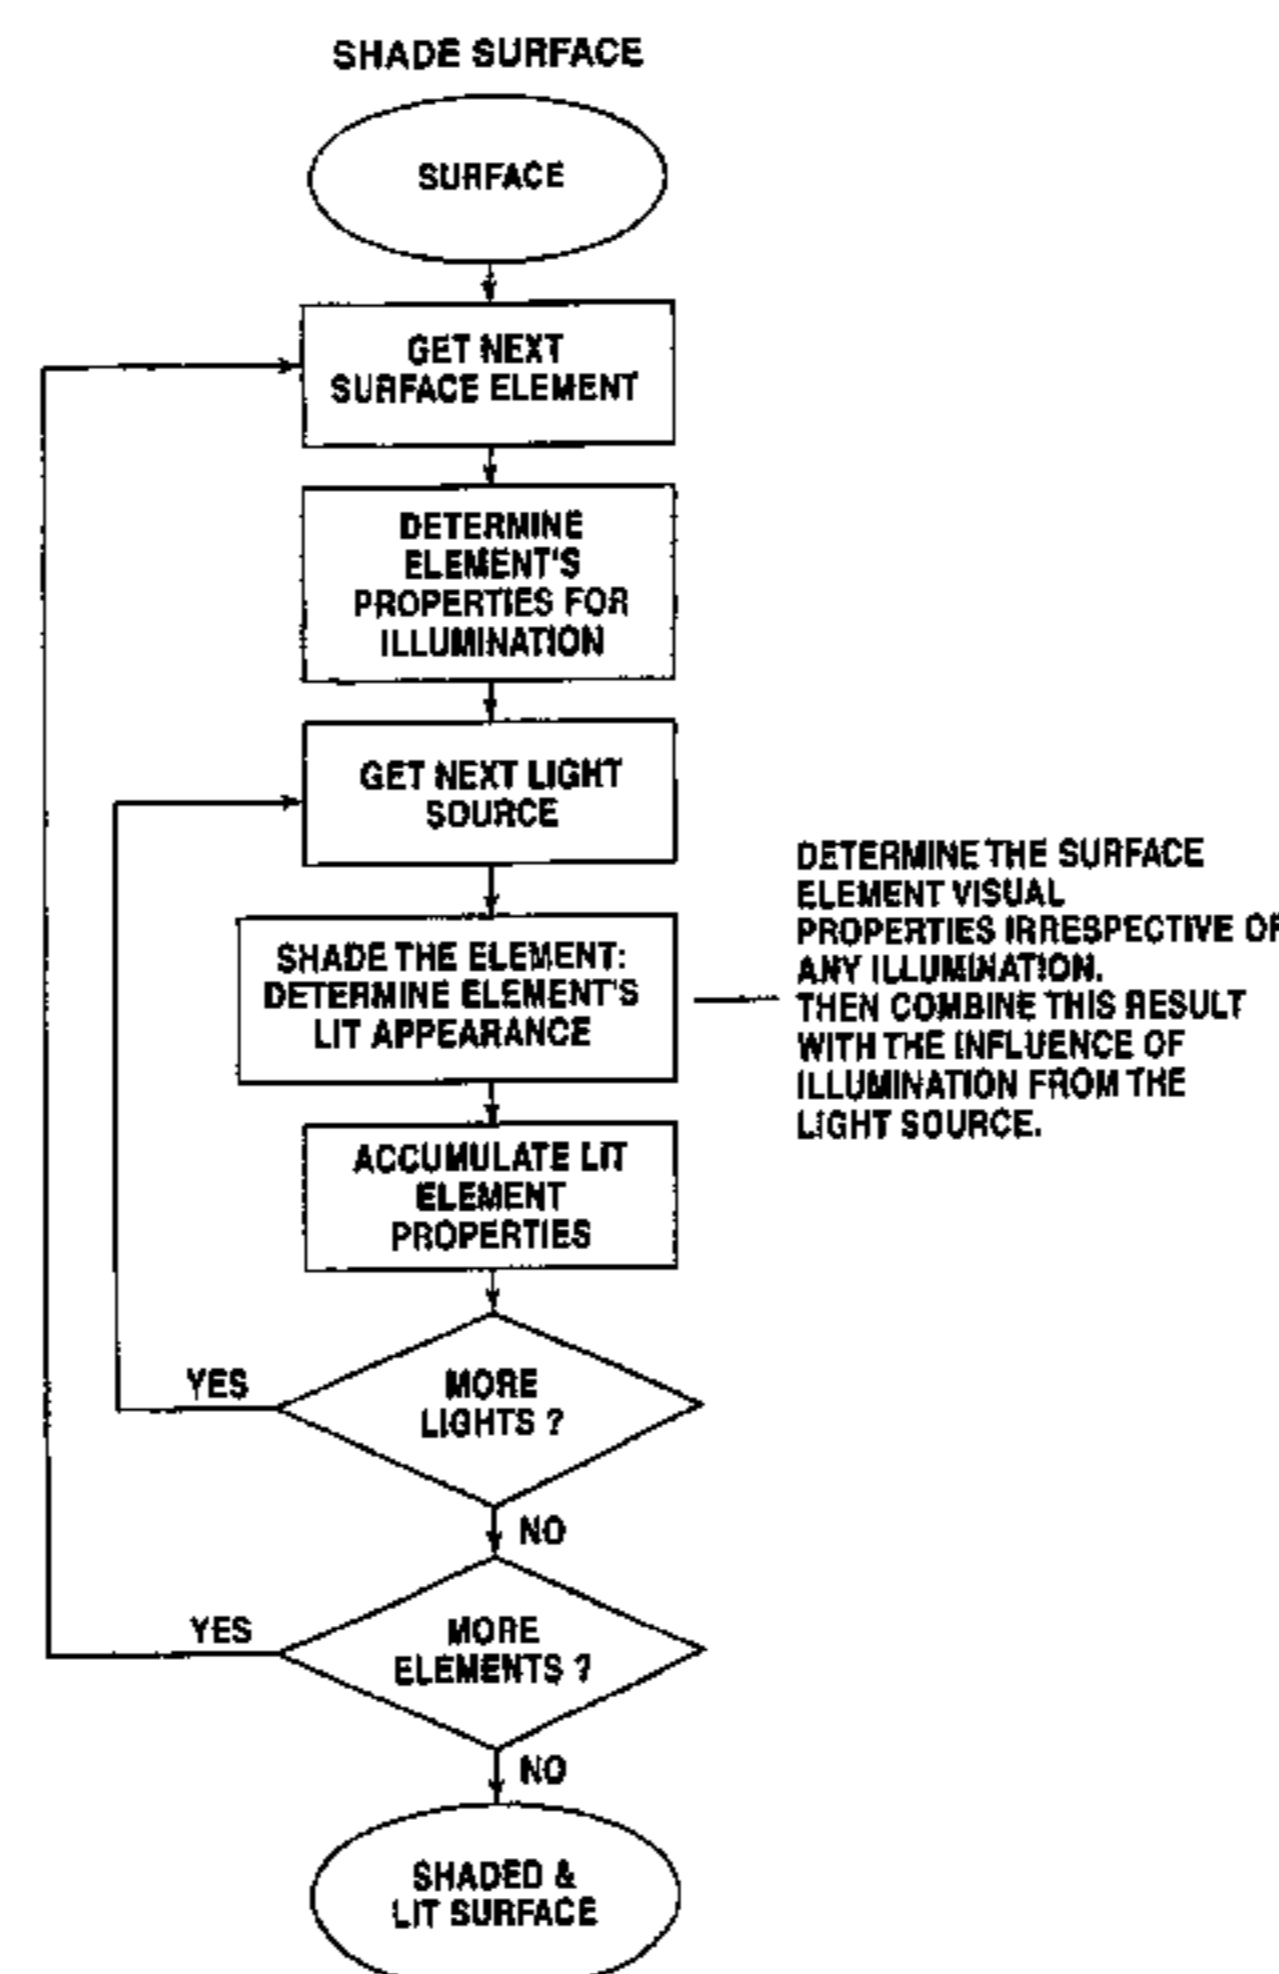 SHADE SURFACE
SURFACE
GET NEXT
SURFACE ELEMENT
DETERMINE
ELEMENT'S
PROPERTIES FOR
ILLUMINATION
GET NEXT LIGHT
SOURCE
SHADE THE ELEMENT:
DETERMINE ELEMENT'S
LIT APPEARANCE
DETERMINE THE SURFACE
ELEMENT VISUAL
PROPERTIES IRRESPECTIVE OF
ANY ILLUMINATION.
THEN COMBINE THIS RESULT
WITH THE INFLUENCE OF
ILLUMINATION FROM THE
LIGHT SOURCE.
ACCUMULATE LIT
ELEMENT
PROPERTIES
YES
MORE
LIGHTS ?
NO
YES
MORE
ELEMENTS ?
NO
SHADED &
LIT SURFACE